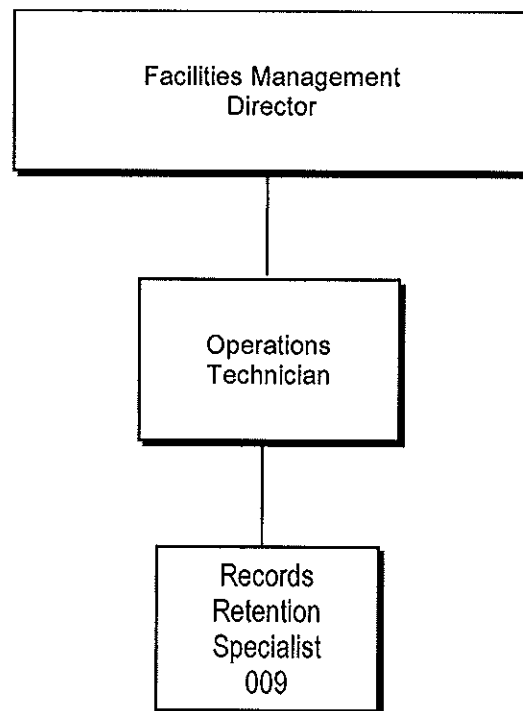 Facilities Management
Director
Operations
Technician
Records
Retention
Specialist
009